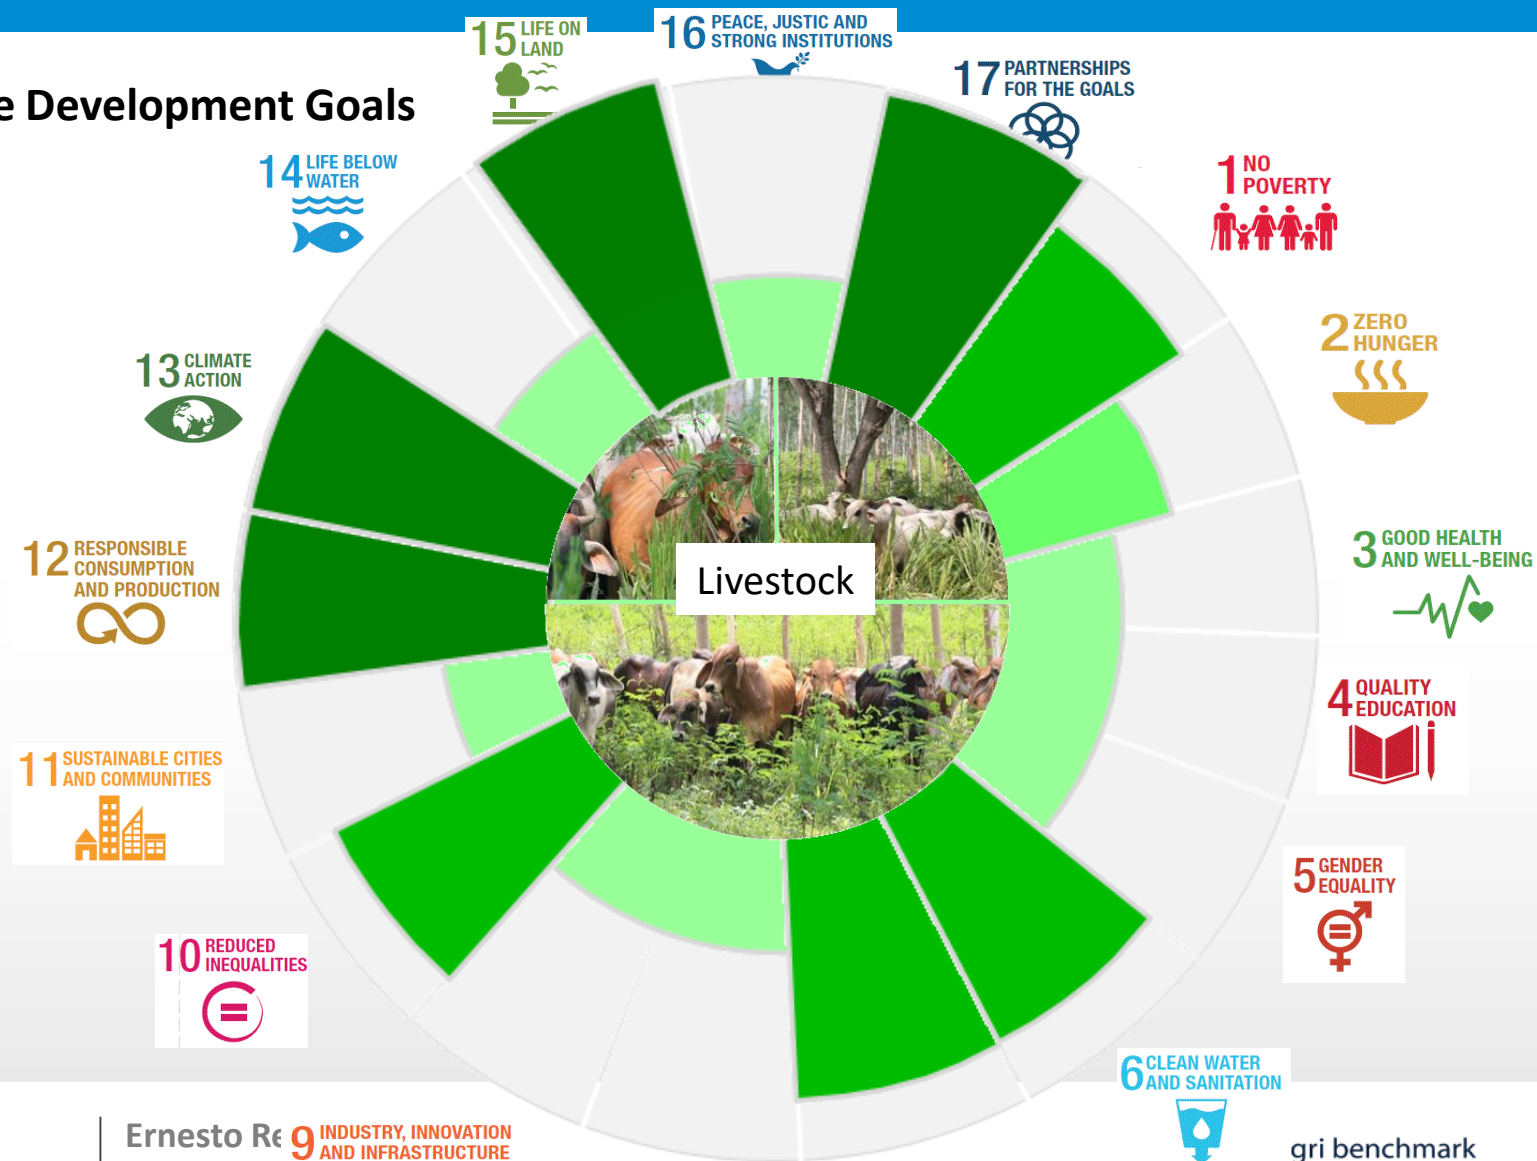 15 LIFE ON
LAND
16 PEACE, JUSTIC AND
STRONG INSTITUTIONS
17 PARTNERSHIPS
FOR THE GOALS
Development Goals
14 LIFE BELOW
WATER
1 NO
POVERTY
2 ZERO
HUNGER
13 CLIMATE
ACTION
3 GOOD HEALTH
AND WELL-BEING
12 RESPONSIBLE
CONSUMPTION
AND PRODUCTION
Livestock
4 QUALITY
EDUCATION
11 SUSTAINABLE CITIES
AND COMMUNITIES
5 GENDER
EQUALITY
10 REDUCED
INEQUALITIES
6 CLEAN WATER
AND SANITATION
Ernesto
9 INDUSTRY, INNOVATION
AND INFRASTRUCTURE
gri benchmark